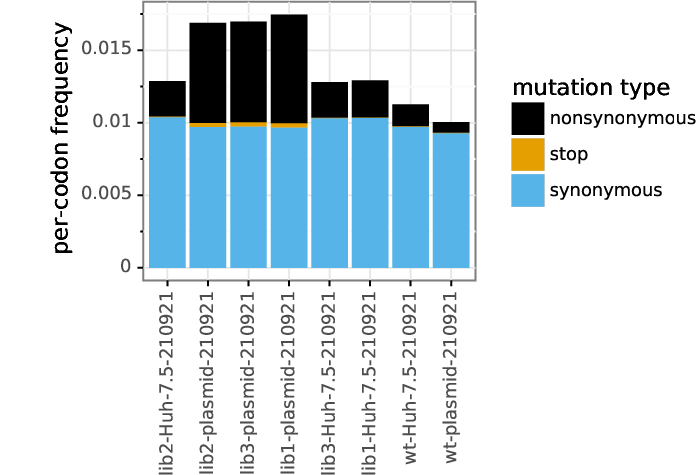 per-codon frequency
0.015
0.01
0.005
0
lib2-Huh-7.5-210921
lib2-plasmid-210921
lib3-plasmid-210921
lib1-plasmid-210921
lib3-Huh-7.5-210921
lib1-Huh-7.5-210921
wt-Huh-7.5-210921
wt-plasmid-210921
mutation type
nonsynonymous
stop
synonymous